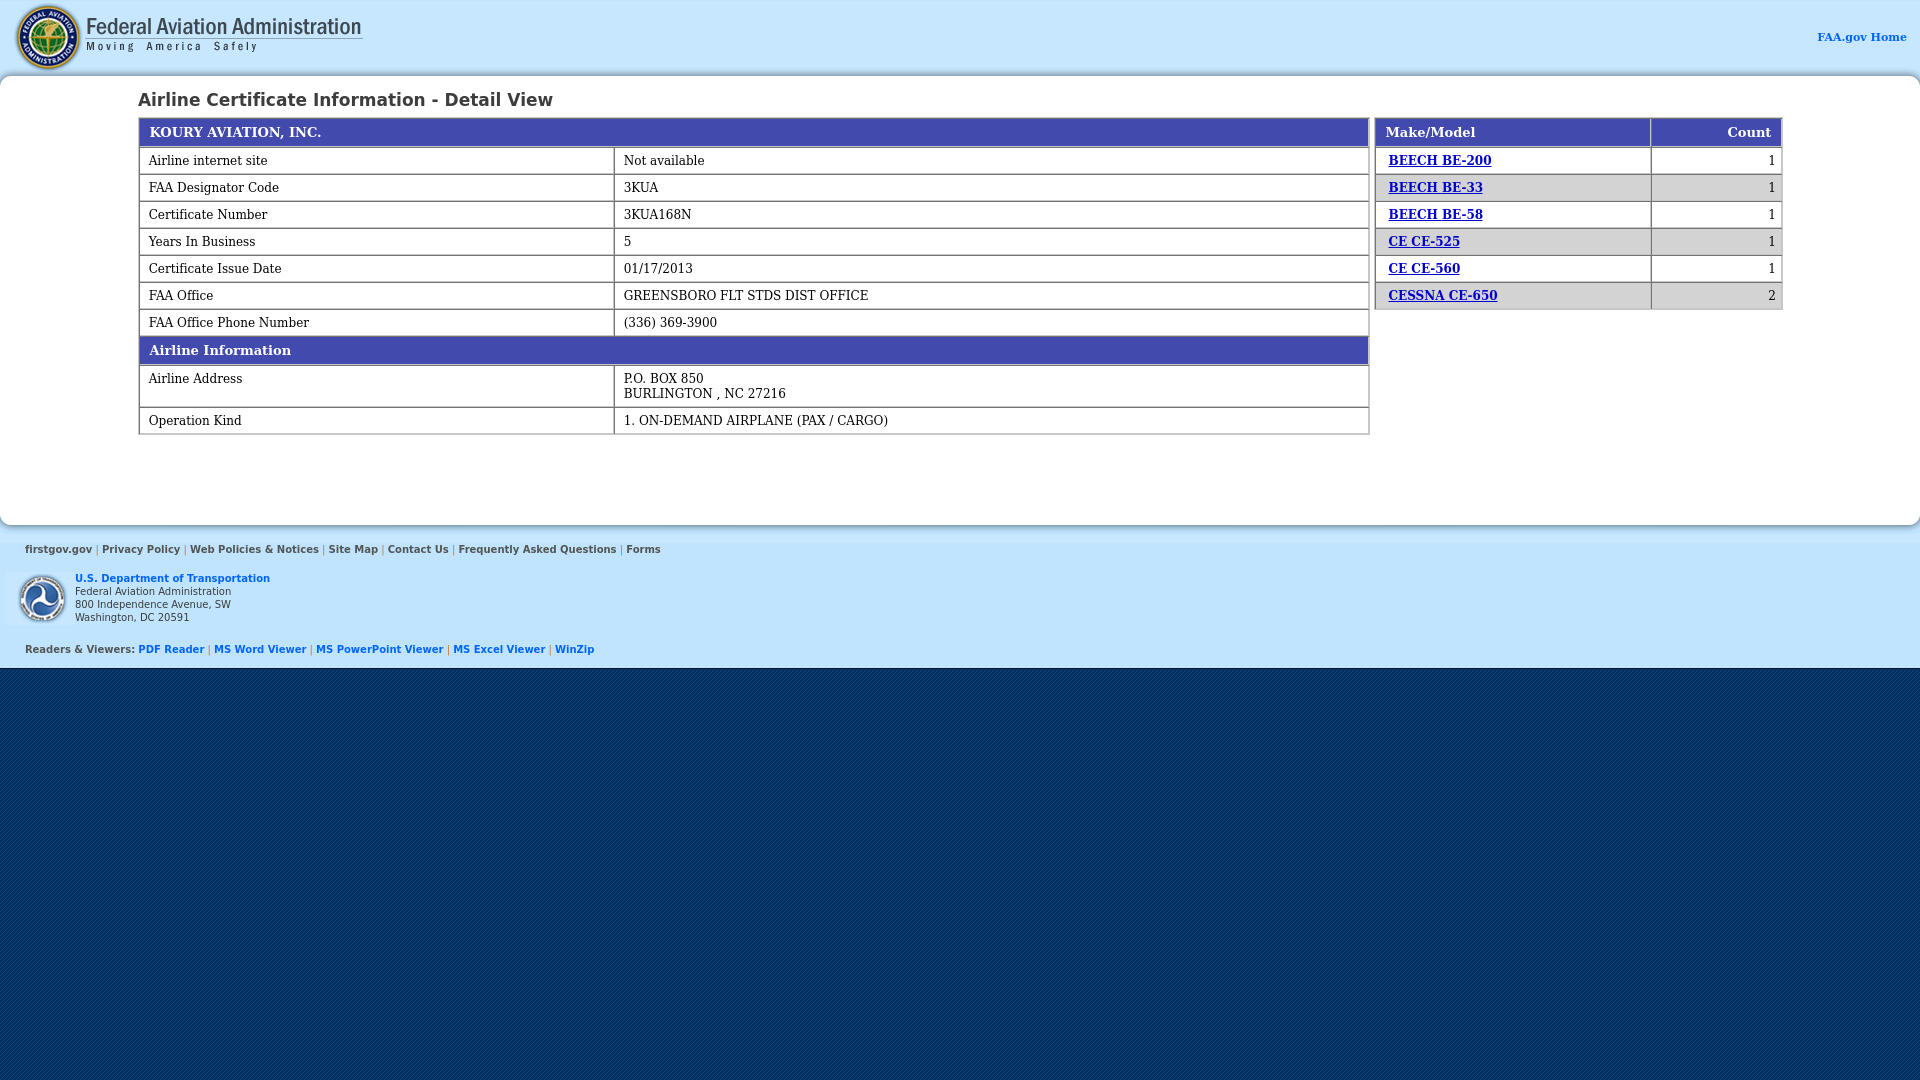 Federal Aviation Administration
Moving America Safely
FAA.gov Home
Airline Certificate Information - Detail View
KOURY AVIATION, INC.
Airline internet site Not available
FAA Designator Code 3KUA
Certificate Number 3KUA168N
Years In Business 5
Certificate Issue Date 01/17/2013
FAA Office GREENSBORO FLT STDS DIST OFFICE
FAA Office Phone Number (336) 369-3900
Airline Information
Airline Address P.O. BOX 850
BURLINGTON , NC 27216
Operation Kind 1. ON-DEMAND AIRPLANE (PAX / CARGO)
Make/Model Count
BEECH BE-200 1
BEECH BE-33 1
BEECH BE-58 1
CE CE-525 1
CE CE-560 1
CESSNA CE-650 2
firstgov.gov | Privacy Policy | Web Policies & Notices | Site Map | Contact Us | Frequently Asked Questions | Forms
U.S. Department of Transportation
Federal Aviation Administration
800 Independence Avenue, SW
Washington, DC 20591
Readers & Viewers: PDF Reader | MS Word Viewer | MS PowerPoint Viewer | MS Excel Viewer | WinZip